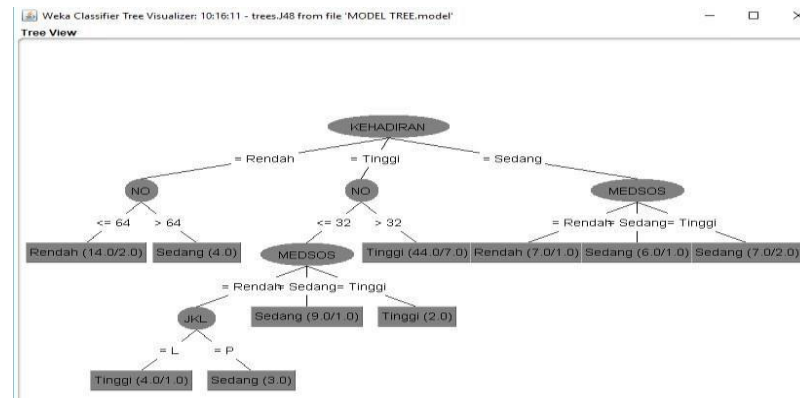 Weka Classifier Tree Visualizer: 10:16:11 - trees.J48 from file 'MODEL TREE.model'
Tree View
KEHADIRAN
= Rendah = Tinggi = Sedang
NO NO MEDSOS
<= 64 > 64 <= 32 > 32 = Rendah = Sedang = Tinggi
Rendah (14.0/2.0) Sedang (4.0) MEDSOS Tinggi (44.0/7.0) Rendah (7.0/1.0) Sedang (6.0/1.0) Sedang (7.0/2.0)
= Rendah = Sedang = Tinggi
JKL Sedang (9.0/1.0) Tinggi (2.0)
= L = P
Tinggi (4.0/1.0) Sedang (3.0)